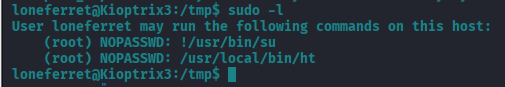 loneferret@Kioptrix3:/tmp$ sudo -l
User loneferret may run the following commands on this host:
    (root) NOPASSWD: !/usr/bin/su
    (root) NOPASSWD: /usr/local/bin/ht
loneferret@Kioptrix3:/tmp$